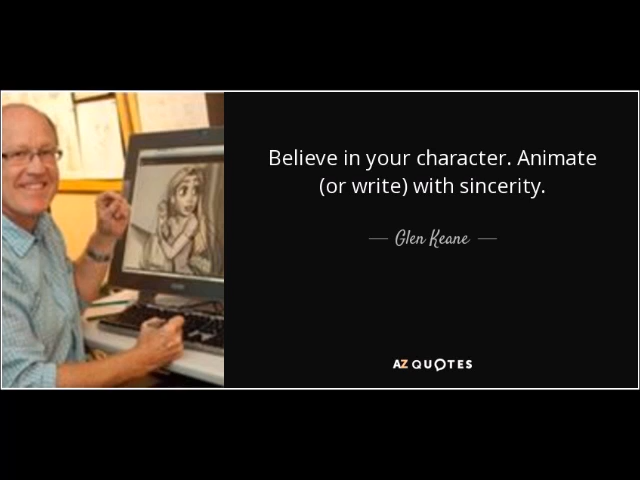 Believe in your character. Animate
(or write) with sincerity.
Glen Keane
AZ QUOTES